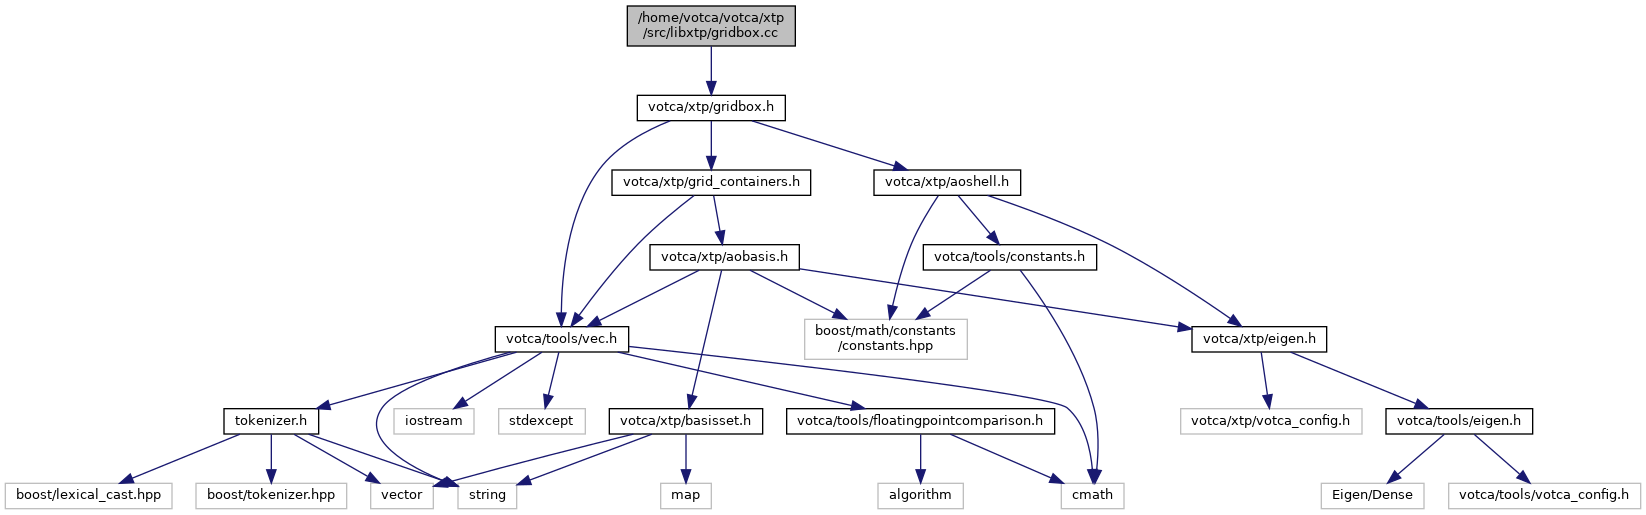 /home/votca/votca/xtp
/src/libxtp/gridbox.cc
votca/xtp/gridbox.h
votca/xtp/grid_containers.h
votca/xtp/aoshell.h
votca/xtp/aobasis.h
votca/tools/constants.h
boost/math/constants
/constants.hpp
votca/tools/vec.h
votca/xtp/eigen.h
tokenizer.h
iostream
stdexcept
votca/xtp/basisset.h
votca/tools/floatingpointcomparison.h
votca/xtp/votca_config.h
votca/tools/eigen.h
boost/lexical_cast.hpp
boost/tokenizer.hpp
vector
string
map
algorithm
cmath
Eigen/Dense
votca/tools/votca_config.h